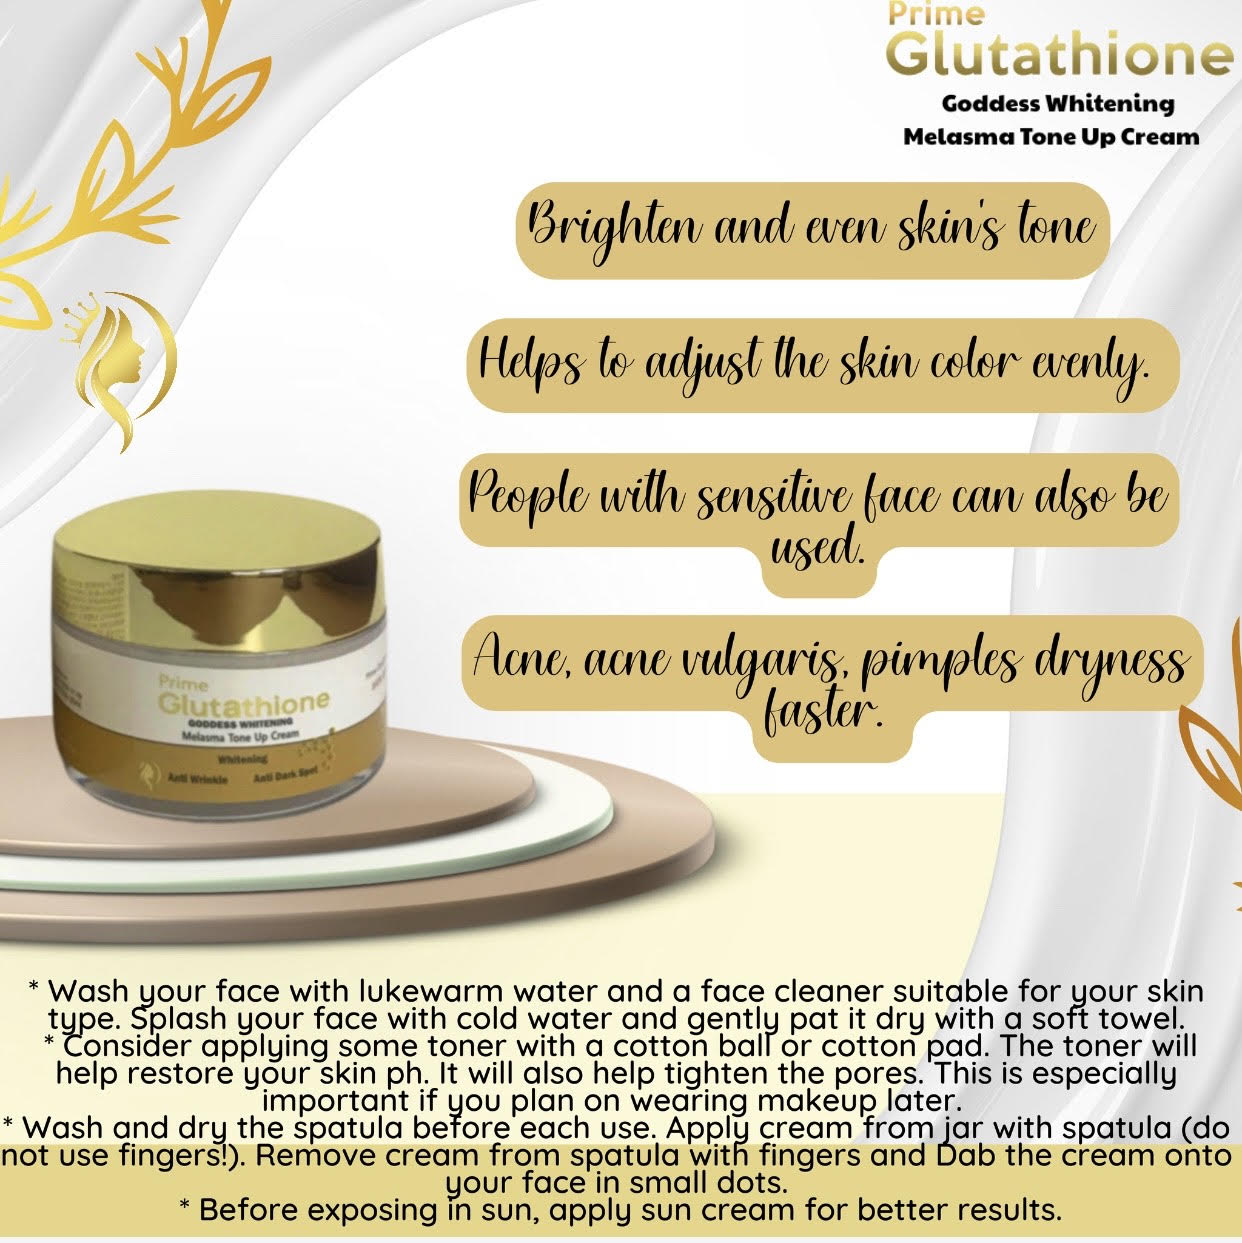 Prime
Glutathione
Goddess Whitening
Melasma Tone Up Cream
Brighten and even skin's tone
Helps to adjust the skin color evenly.
People with sensitive face can also be
used.
Acne, acne vulgaris, pimples dryness
faster.
Prime
Glutathione
GODDESS WHITENING
Melasma Tone Up Cream
Whitening
Anti Wrinkle Anti Dark Spot
* Wash your face with lukewarm water and a face cleaner suitable for your skin
type. Splash your face with cold water and gently pat it dry with a soft towel.
* Consider applying some toner with a cotton ball or cotton pad. The toner will
help restore your skin ph. It will also help tighten the pores. This is especially
important if you plan on wearing makeup later.
* Wash and dry the spatula before each use. Apply cream from jar with spatula (do
not use fingers!). Remove cream from spatula with fingers and Dab the cream onto
your face in small dots.
* Before exposing in sun, apply sun cream for better results.